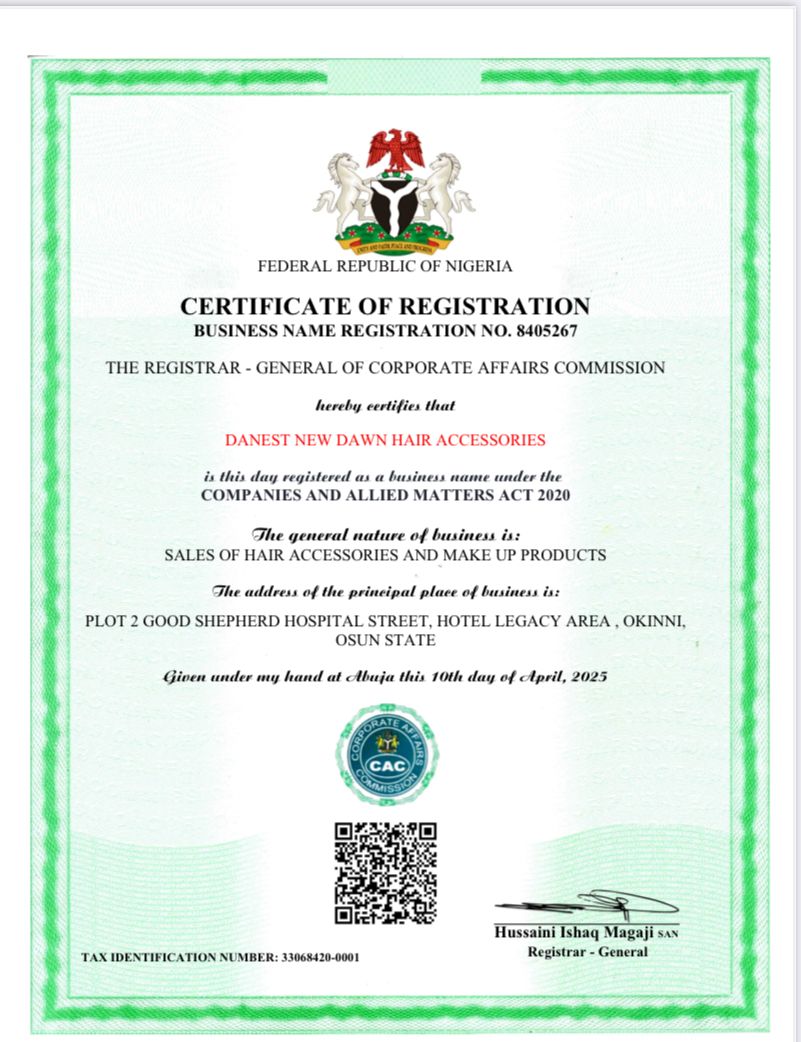 UNITY AND FAITH, PEACE AND PROGRESS
FEDERAL REPUBLIC OF NIGERIA
CERTIFICATE OF REGISTRATION
BUSINESS NAME REGISTRATION NO. 8405267
THE REGISTRAR - GENERAL OF CORPORATE AFFAIRS COMMISSION
hereby certifies that
DANEST NEW DAWN HAIR ACCESSORIES
is this day registered as a business name under the
COMPANIES AND ALLIED MATTERS ACT 2020
The general nature of business is:
SALES OF HAIR ACCESSORIES AND MAKE UP PRODUCTS
The address of the principal place of business is:
PLOT 2 GOOD SHEPHERD HOSPITAL STREET, HOTEL LEGACY AREA , OKINNI,
OSUN STATE
Given under my hand at Abuja this 10th day of April, 2025
CORPORATE AFFAIRS
CAC
COMMISSION
Hussaini Ishaq Magaji SAN
Registrar - General
TAX IDENTIFICATION NUMBER: 33068420-0001